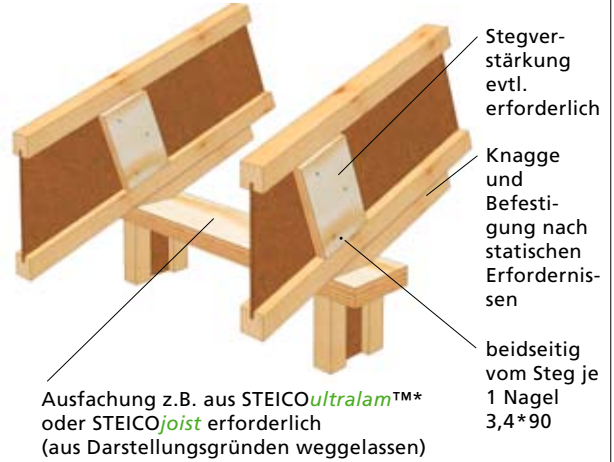 Stegver-
stärkung
evtl.
erforderlich
Knagge
und
Befesti-
gung nach
statischen
Erfordernis-
sen
beidseitig
vom Steg je
1 Nagel
3,4*90
Ausfachung z.B. aus STEICOultralam™*
oder STEICOjoist erforderlich
(aus Darstellungsgründen weggelassen)